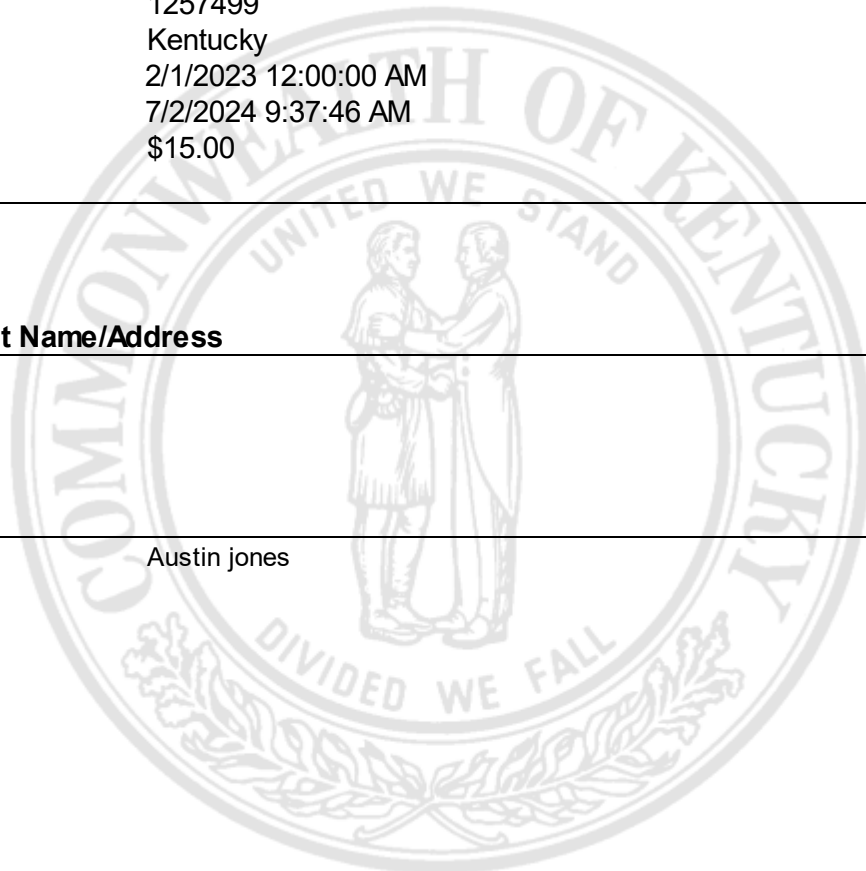 1257499
Kentucky
2/1/2023 12:00:00 AM
7/2/2024 9:37:46 AM
$15.00
t Name/Address
Austin jones
COMMONWEALTH OF KENTUCKY
UNITED WE STAND
DIVIDED WE FALL